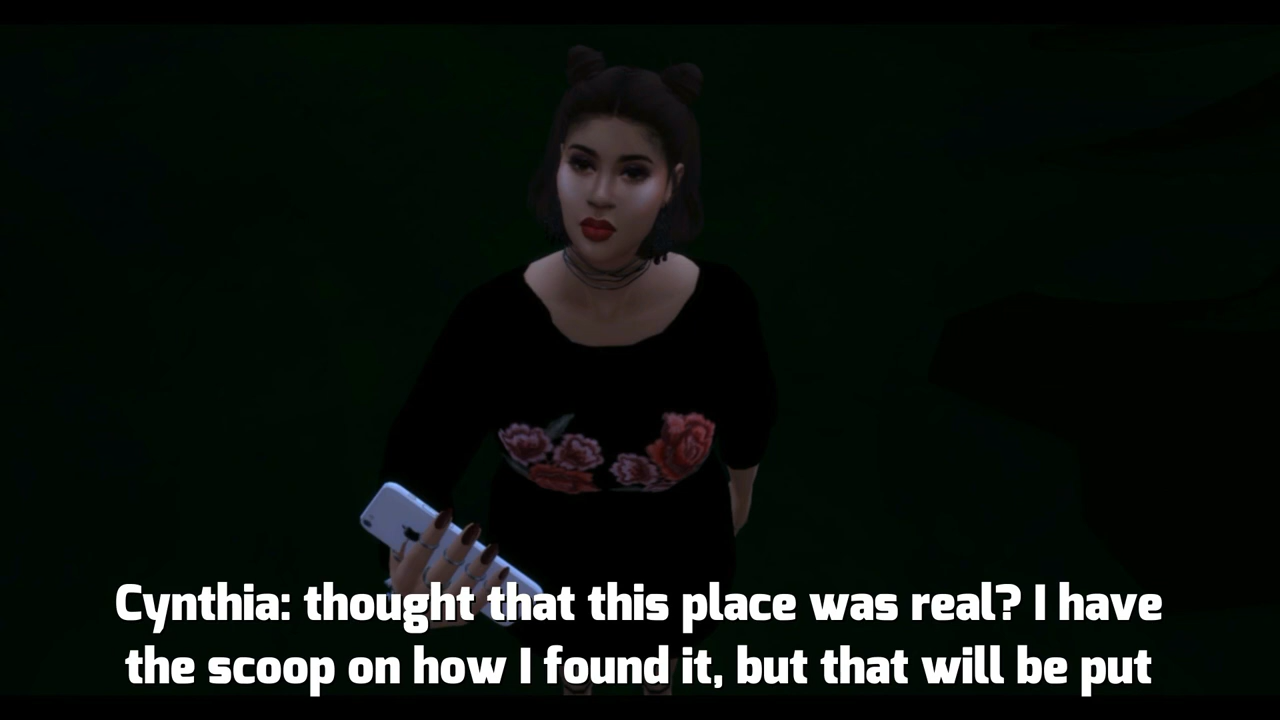 Cynthia: thought that this place was real? I have
the scoop on how I found it, but that will be put